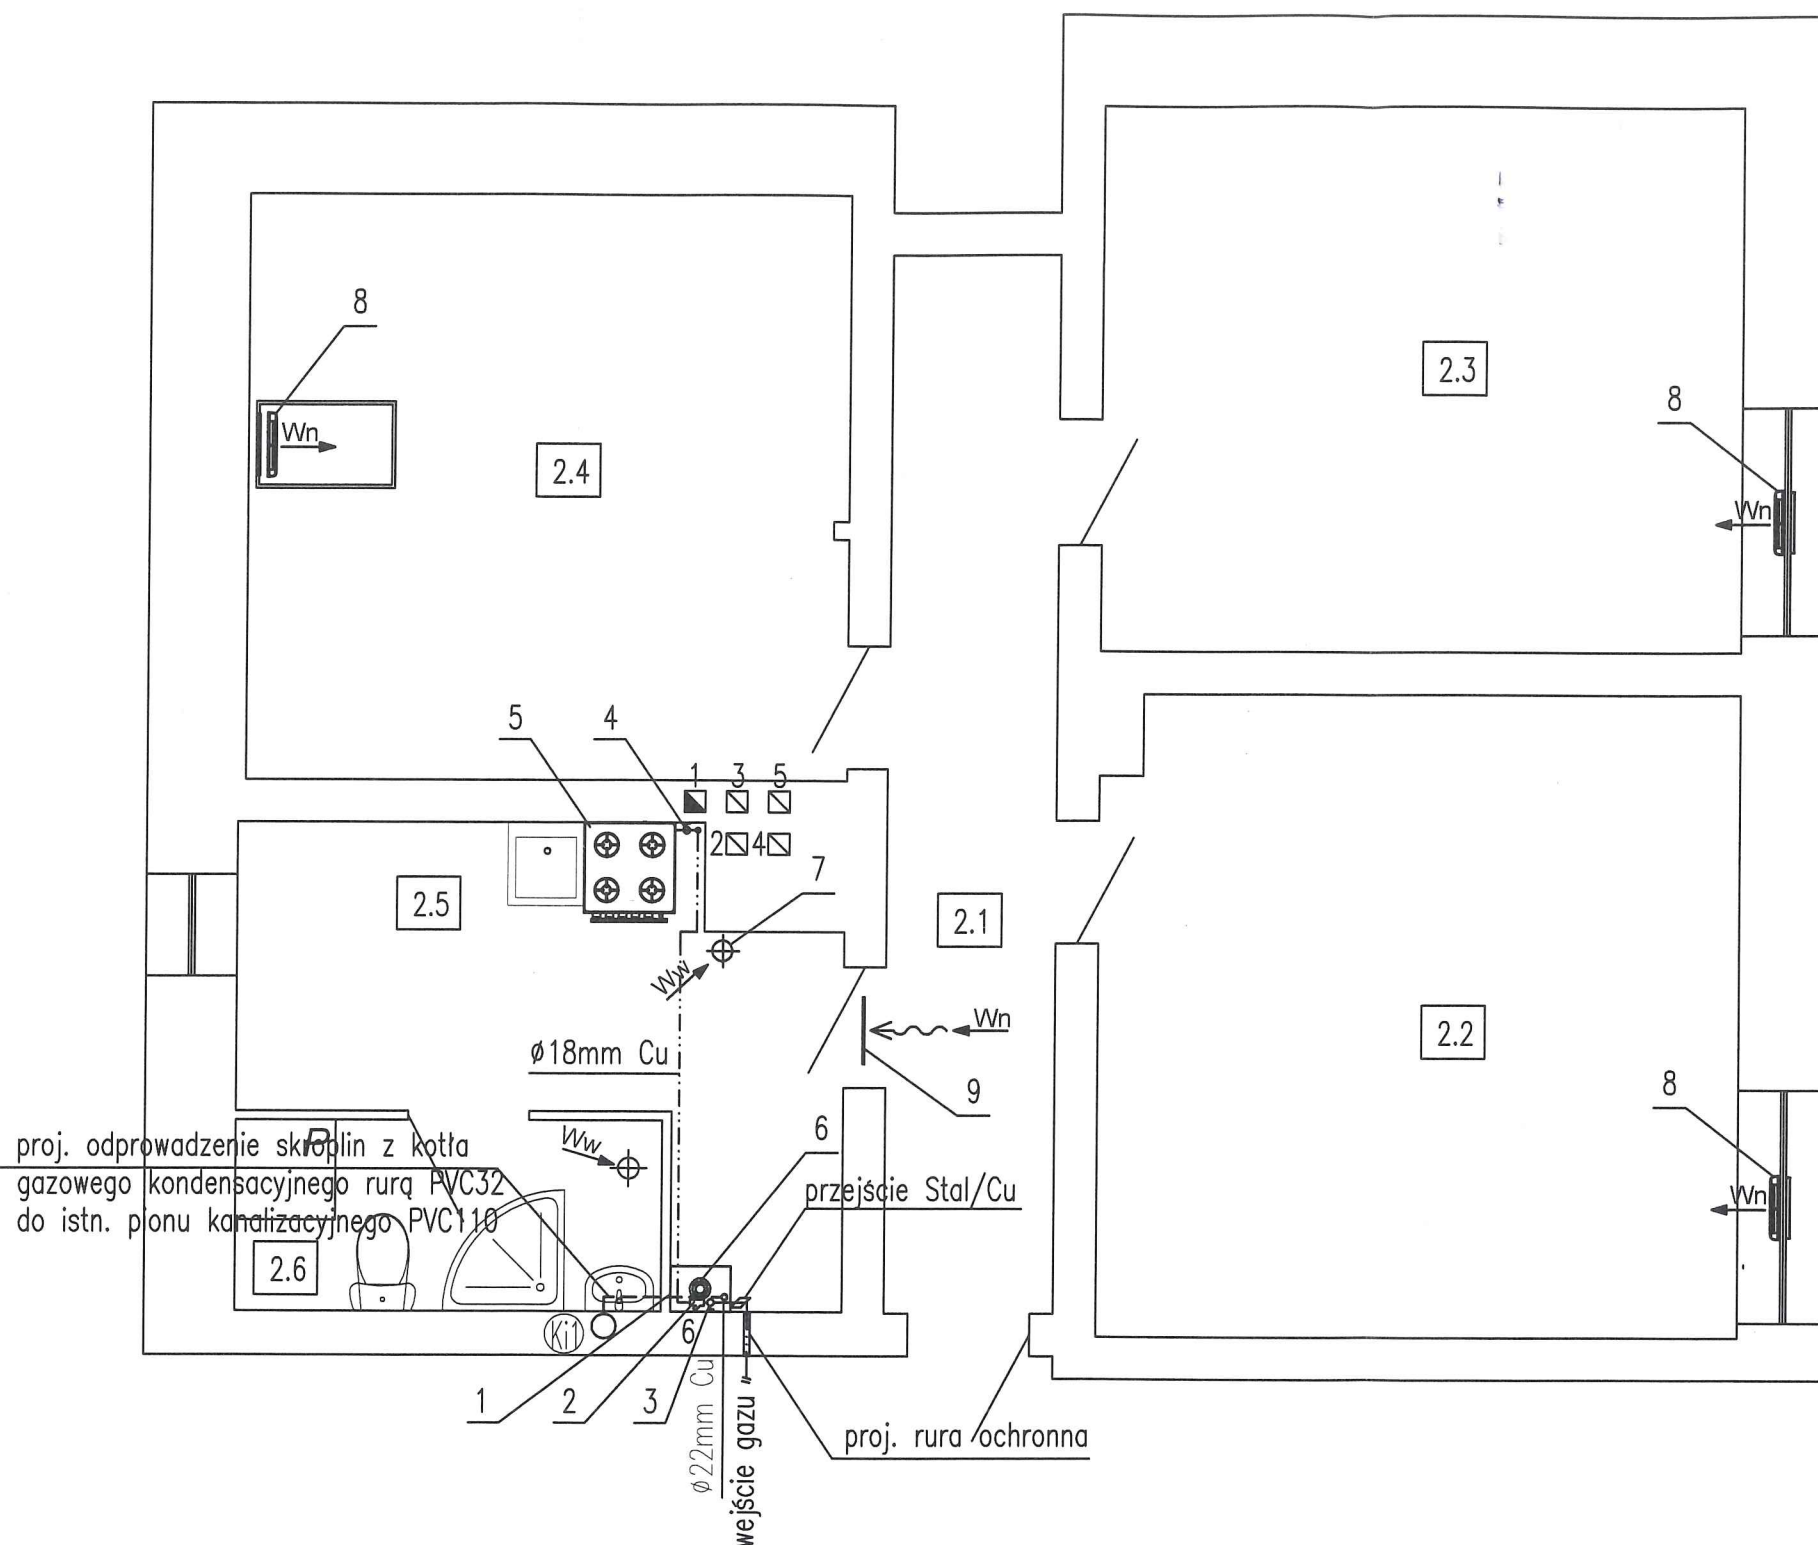 8
Wn
2.4
2.3
8
Wn
5
4
1
3
5
2
4
7
2.5
2.1
Ww
Wn
2.2
ø18mm Cu
9
8
Wn
6
Ww
P
proj. odprowadzenie skroplin z kotła
gazowego kondensacyjnego rurą PVC32
do istn. pionu kanalizacyjnego PVC110
przejście Stal/Cu
2.6
Ki1
6
1
2
3
ø22mm Cu
wejście gazu
proj. rura ochronna